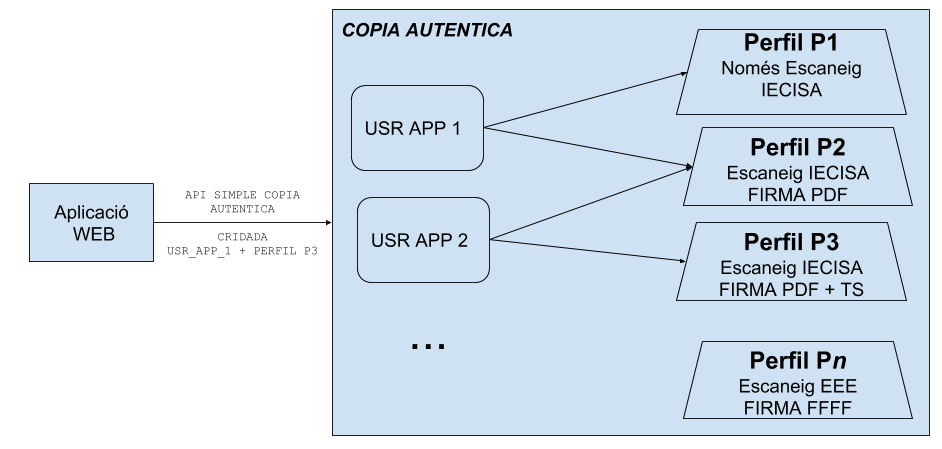 COPIA AUTENTICA
Perfil P1
Només Escaneig
IECISA
USR APP 1
Perfil P2
Escaneig IECISA
FIRMA PDF
Aplicació
WEB
API SIMPLE COPIA
AUTENTICA
CRIDADA
USR_APP_1 + PERFIL P3
USR APP 2
Perfil P3
Escaneig IECISA
FIRMA PDF + TS
...
Perfil Pn
Escaneig EEE
FIRMA FFFF